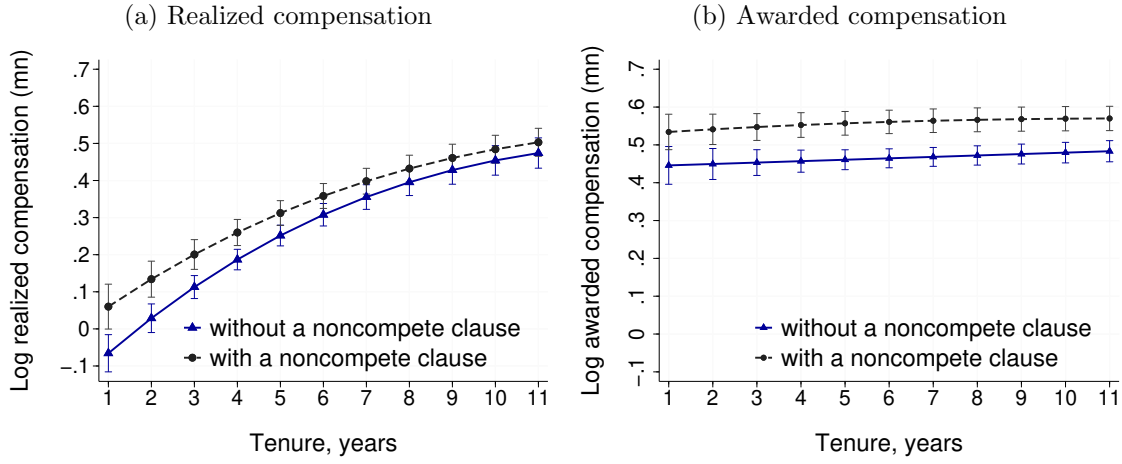 (a) Realized compensation
Log realized compensation (mn)
.7
.6
.5
.4
.3
.2
.1
0
−.1
without a noncompete clause
with a noncompete clause
1 2 3 4 5 6 7 8 9 10 11
Tenure, years
(b) Awarded compensation
Log awarded compensation (mn)
.7
.6
.5
.4
.3
.2
.1
0
−.1
without a noncompete clause
with a noncompete clause
1 2 3 4 5 6 7 8 9 10 11
Tenure, years